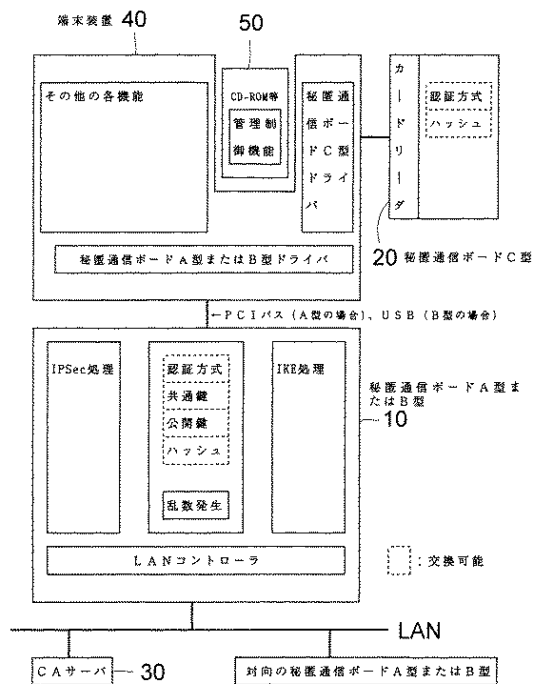 端末装置 40
50
その他の各機能
CD-ROM等
管理制
御機能
秘匿通信ボードC型ドライバ
カードリーダ
認証方式
ハッシュ
20 秘匿通信ボードC型
秘匿通信ボードA型またはB型ドライバ
←PCIバス(A型の場合)、USB(B型の場合)
IPSec処理
認証方式
共通鍵
公開鍵
ハッシュ
乱数発生
IKE処理
秘匿通信ボードA型ま
たはB型
10
LANコントローラ
:交換可能
LAN
CAサーバ 30
対向の秘匿通信ボードA型またはB型